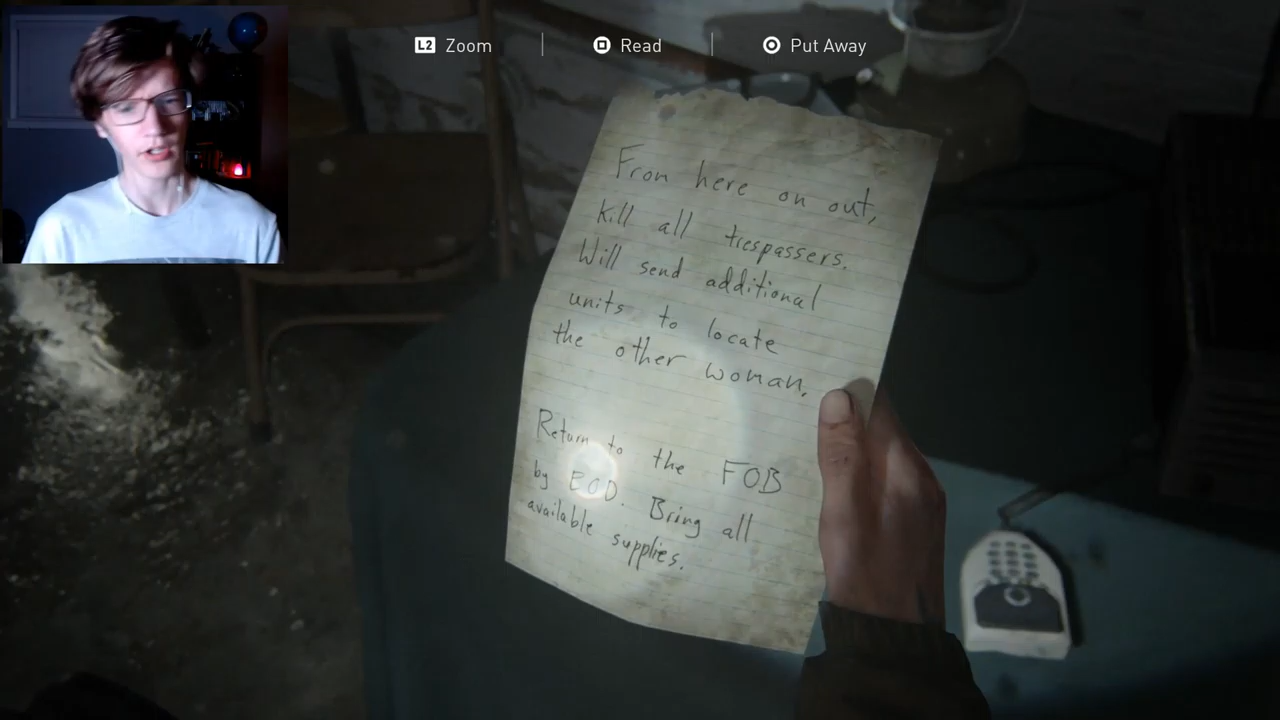 L2 Zoom
Read
Put Away
From here on out,
kill all trespassers.
Will send additional
units to locate
the other woman.
Return to the FOB
by EOD. Bring all
available supplies.